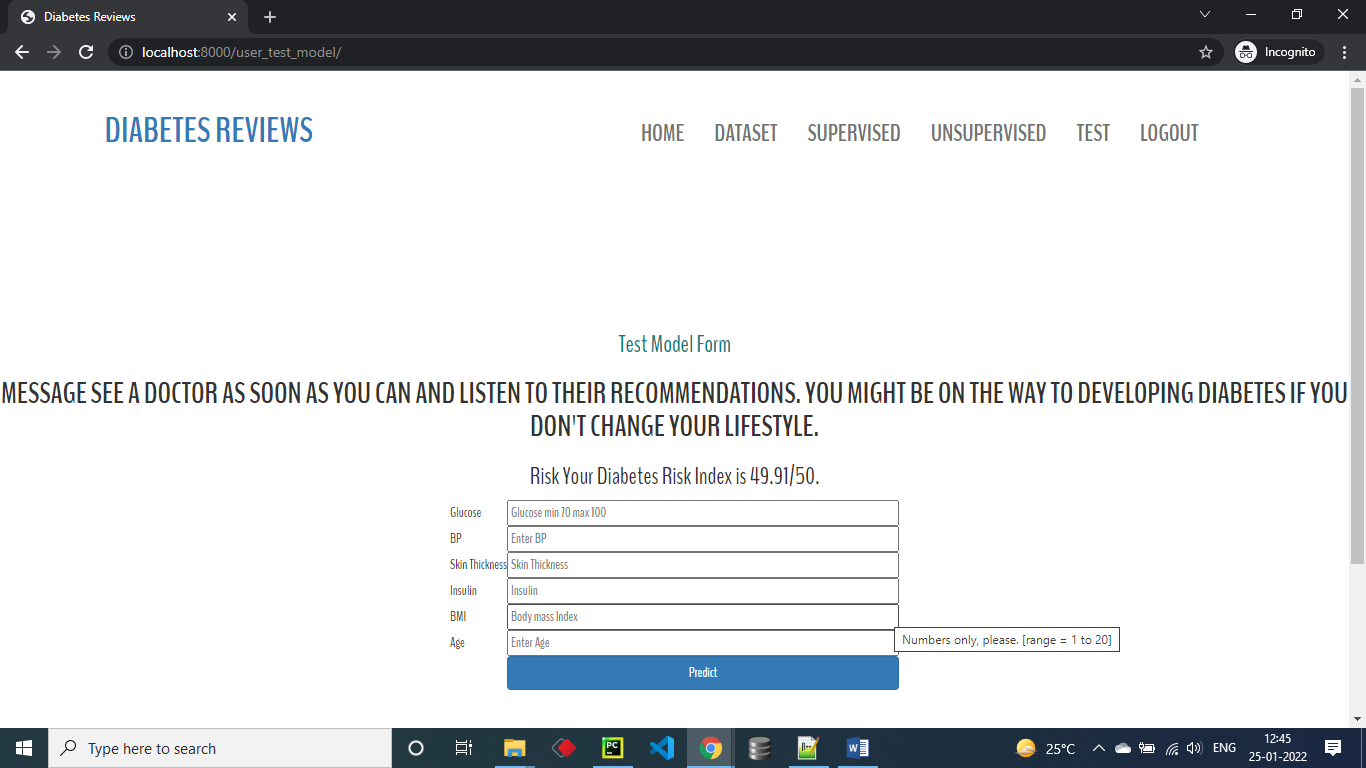 Diabetes Reviews
localhost:8000/user_test_model/
Incognito
DIABETES REVIEWS
HOME DATASET SUPERVISED UNSUPERVISED TEST LOGOUT
Test Model Form
MESSAGE SEE A DOCTOR AS SOON AS YOU CAN AND LISTEN TO THEIR RECOMMENDATIONS. YOU MIGHT BE ON THE WAY TO DEVELOPING DIABETES IF YOU
DON'T CHANGE YOUR LIFESTYLE.
Risk Your Diabetes Risk Index is 49.91/50.
Glucose Glucose min 70 max 100
BP Enter BP
Skin Thickness Skin Thickness
Insulin Insulin
BMI Body mass Index
Age Enter Age
Numbers only, please. [range = 1 to 20]
Predict
Type here to search
PC
25°C
ENG
12:45
25-01-2022